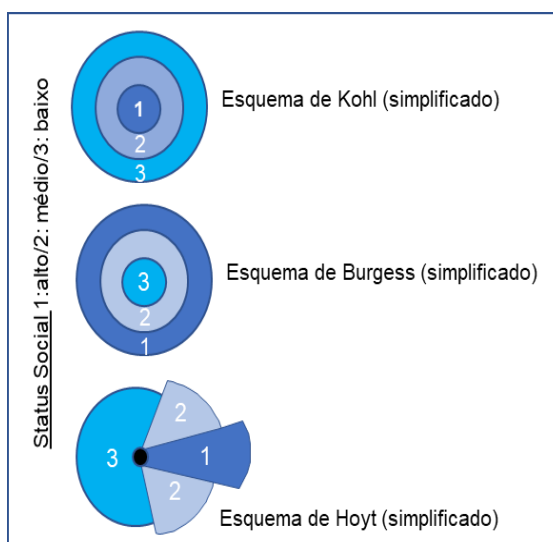 Status Social 1:alto/2: médio/3: baixo
1
2
3
Esquema de Kohl (simplificado)
3
2
1
Esquema de Burgess (simplificado)
2
3
1
2
Esquema de Hoyt (simplificado)